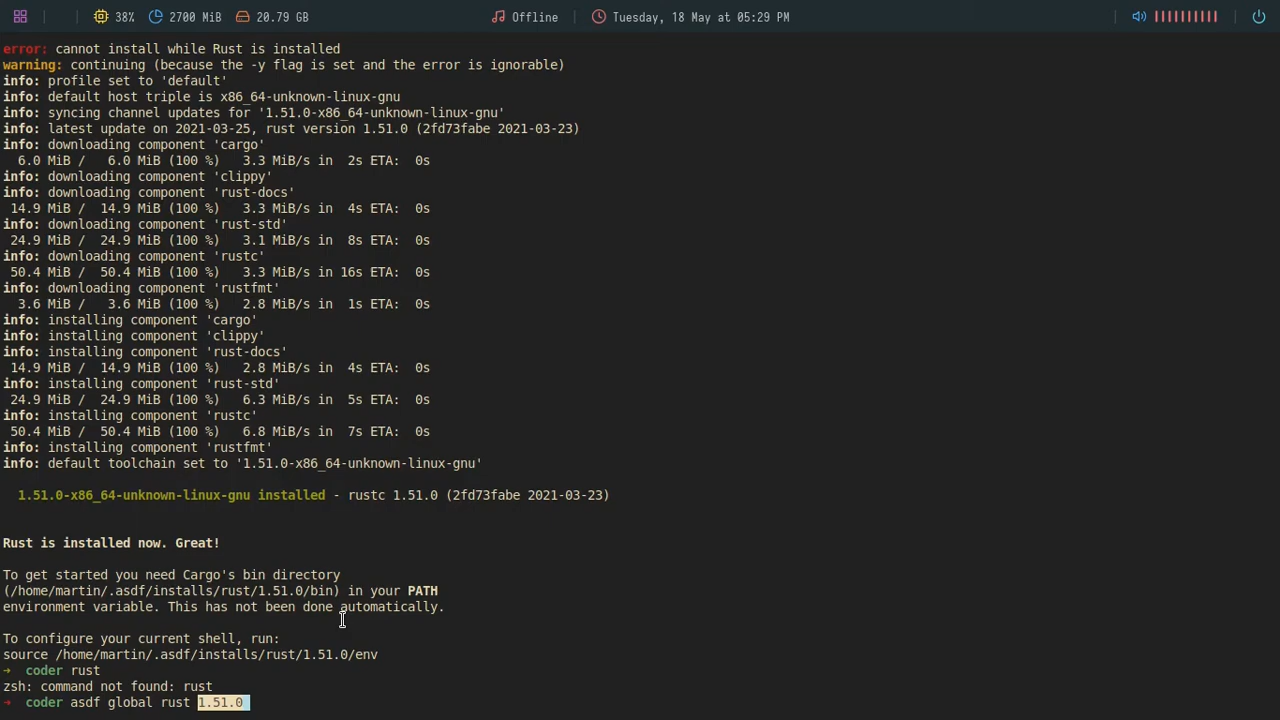 38% 2700 MiB 20.79 GB Offline Tuesday, 18 May at 05:29 PM
error: cannot install while Rust is installed
warning: continuing (because the -y flag is set and the error is ignorable)
info: profile set to 'default'
info: default host triple is x86_64-unknown-linux-gnu
info: syncing channel updates for '1.51.0-x86_64-unknown-linux-gnu'
info: latest update on 2021-03-25, rust version 1.51.0 (2fd73fabe 2021-03-23)
info: downloading component 'cargo'
6.0 MiB / 6.0 MiB (100 %) 3.3 MiB/s in 2s ETA: 0s
info: downloading component 'clippy'
info: downloading component 'rust-docs'
14.9 MiB / 14.9 MiB (100 %) 3.3 MiB/s in 4s ETA: 0s
info: downloading component 'rust-std'
24.9 MiB / 24.9 MiB (100 %) 3.1 MiB/s in 8s ETA: 0s
info: downloading component 'rustc'
50.4 MiB / 50.4 MiB (100 %) 3.3 MiB/s in 16s ETA: 0s
info: downloading component 'rustfmt'
3.6 MiB / 3.6 MiB (100 %) 2.8 MiB/s in 1s ETA: 0s
info: installing component 'cargo'
info: installing component 'clippy'
info: installing component 'rust-docs'
14.9 MiB / 14.9 MiB (100 %) 2.8 MiB/s in 4s ETA: 0s
info: installing component 'rust-std'
24.9 MiB / 24.9 MiB (100 %) 6.3 MiB/s in 5s ETA: 0s
info: installing component 'rustc'
50.4 MiB / 50.4 MiB (100 %) 6.8 MiB/s in 7s ETA: 0s
info: installing component 'rustfmt'
info: default toolchain set to '1.51.0-x86_64-unknown-linux-gnu'
1.51.0-x86_64-unknown-linux-gnu installed - rustc 1.51.0 (2fd73fabe 2021-03-23)
Rust is installed now. Great!
To get started you need Cargo's bin directory
(/home/martin/.asdf/installs/rust/1.51.0/bin) in your PATH
environment variable. This has not been done automatically.
To configure your current shell, run:
source /home/martin/.asdf/installs/rust/1.51.0/env
→ coder rust
zsh: command not found: rust
→ coder asdf global rust 1.51.0